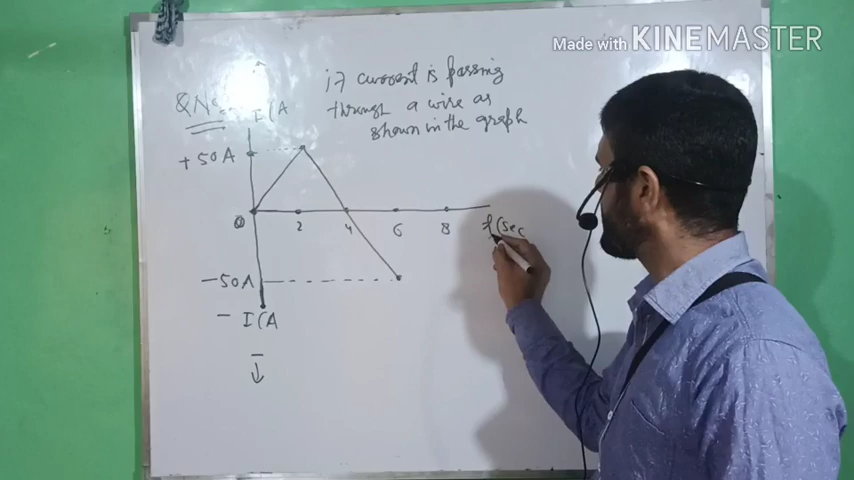 Made with KINEMASTER
if current is passing
through a wire as
shown in the graph
QNS
I(A
+50A
0 2 4 6 8 t(sec
-50A
- I(A